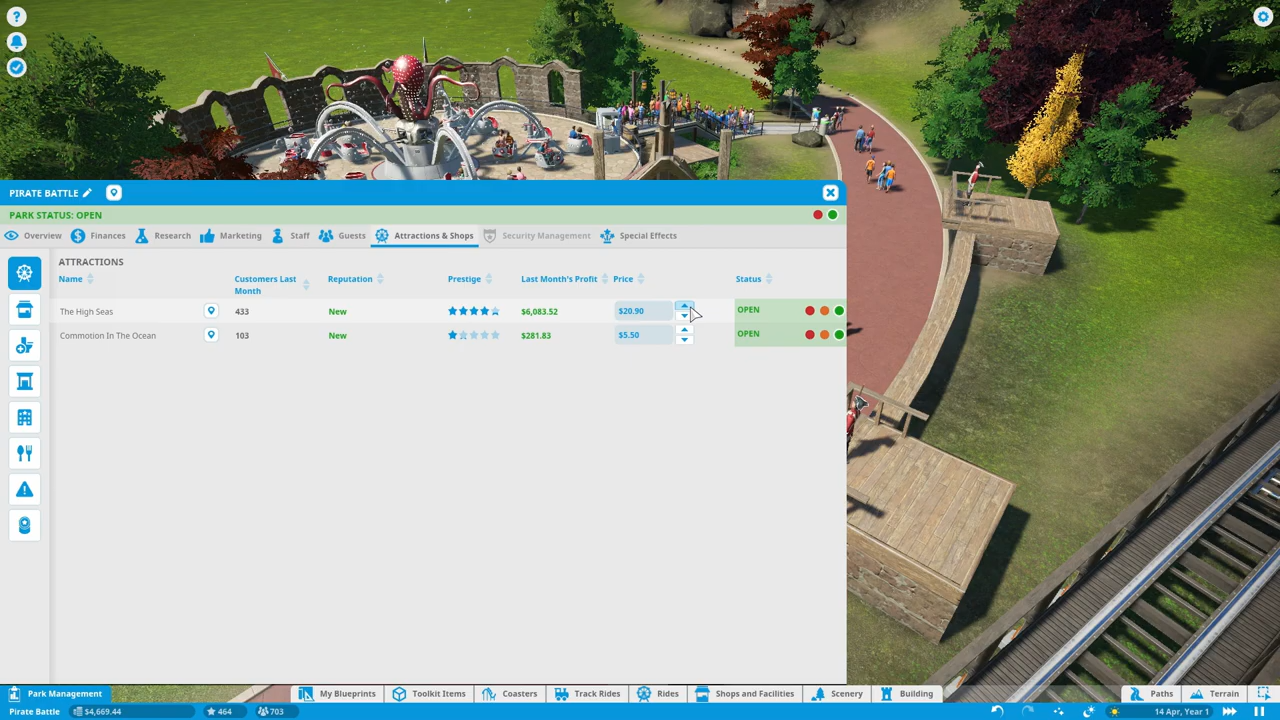 PIRATE BATTLE
PARK STATUS: OPEN
Overview Finances Research Marketing Staff Guests Attractions & Shops Security Management Special Effects
ATTRACTIONS
Name Customers Last Month Reputation Prestige Last Month's Profit Price Status
The High Seas 433 New $6,083.52 $20.90 OPEN
Commotion In The Ocean 103 New $281.83 $5.50 OPEN
Park Management My Blueprints Toolkit Items Coasters Track Rides Rides Shops and Facilities Scenery Building Paths Terrain
Pirate Battle $4,669.44 464 703 14 Apr, Year 1